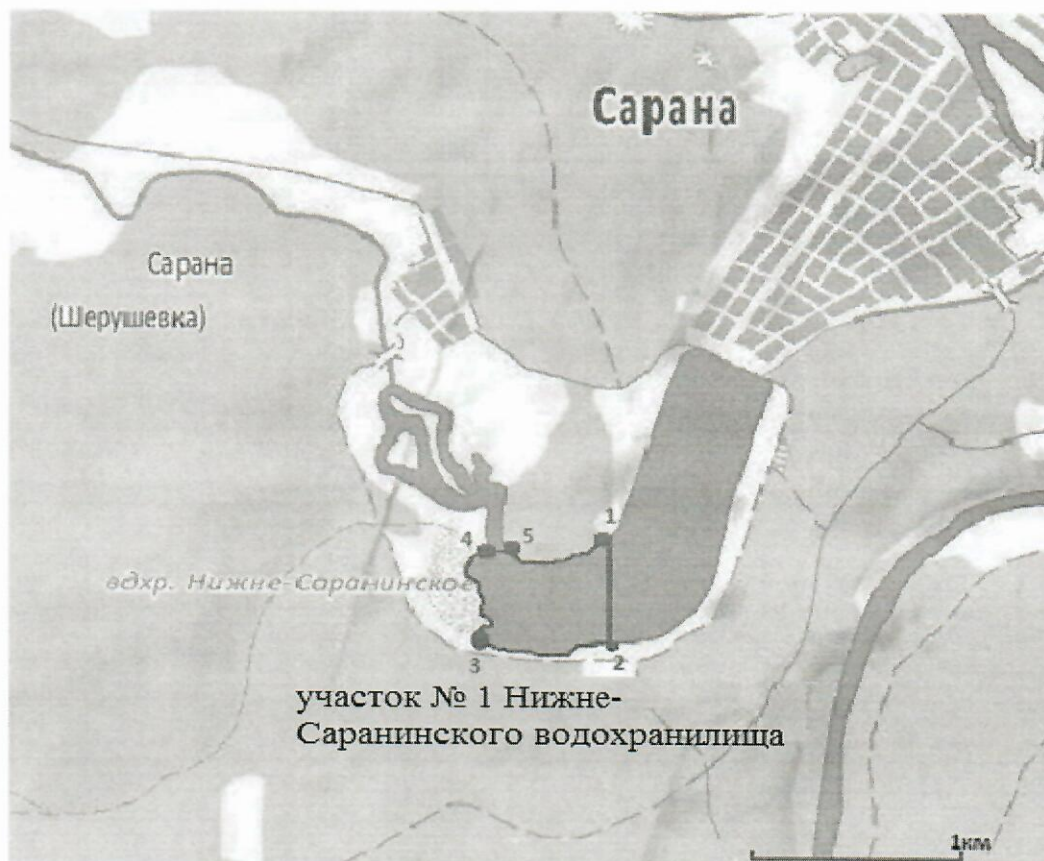 Сарана
Сарана
(Шерушевка)
1
4
5
вдхр. Нижне-Саранинское
3
2
участок № 1 Нижне-
Саранинского водохранилища
1км